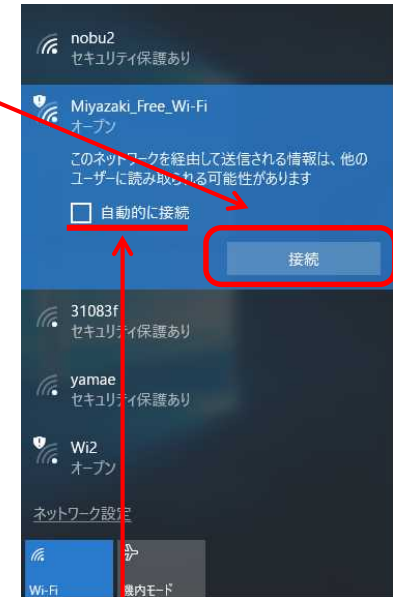 nobu2
セキュリティ保護あり
Miyazaki_Free_Wi-Fi
オープン
このネットワークを経由して送信される情報は、他の
ユーザーに読み取られる可能性があります
自動的に接続
接続
31083f
セキュリティ保護あり
yamae
セキュリティ保護あり
Wi2
オープン
ネットワーク設定
Wi-Fi
機内モード